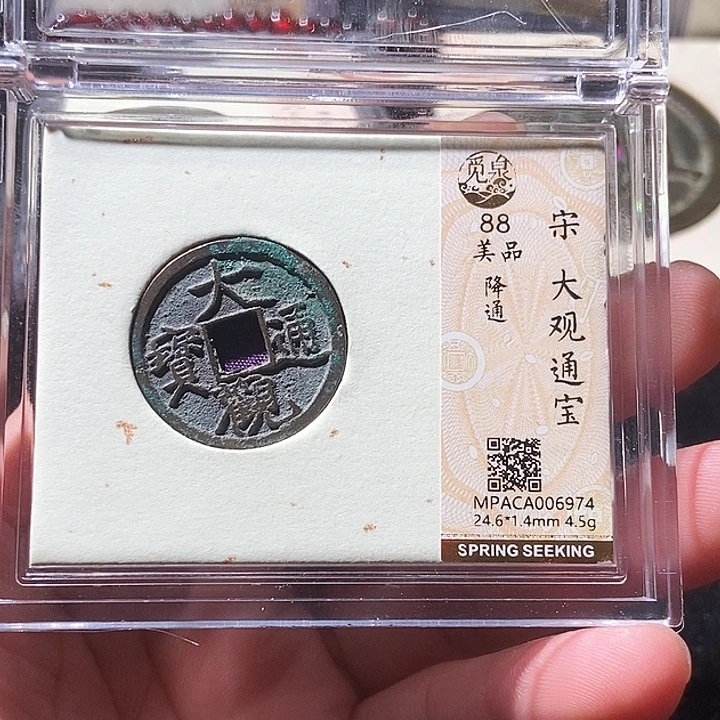 大觀通寶
觅泉
88
美品
降通
宋 大观通宝
MPACA006974
24.6*1.4mm 4.5g
SPRING SEEKING